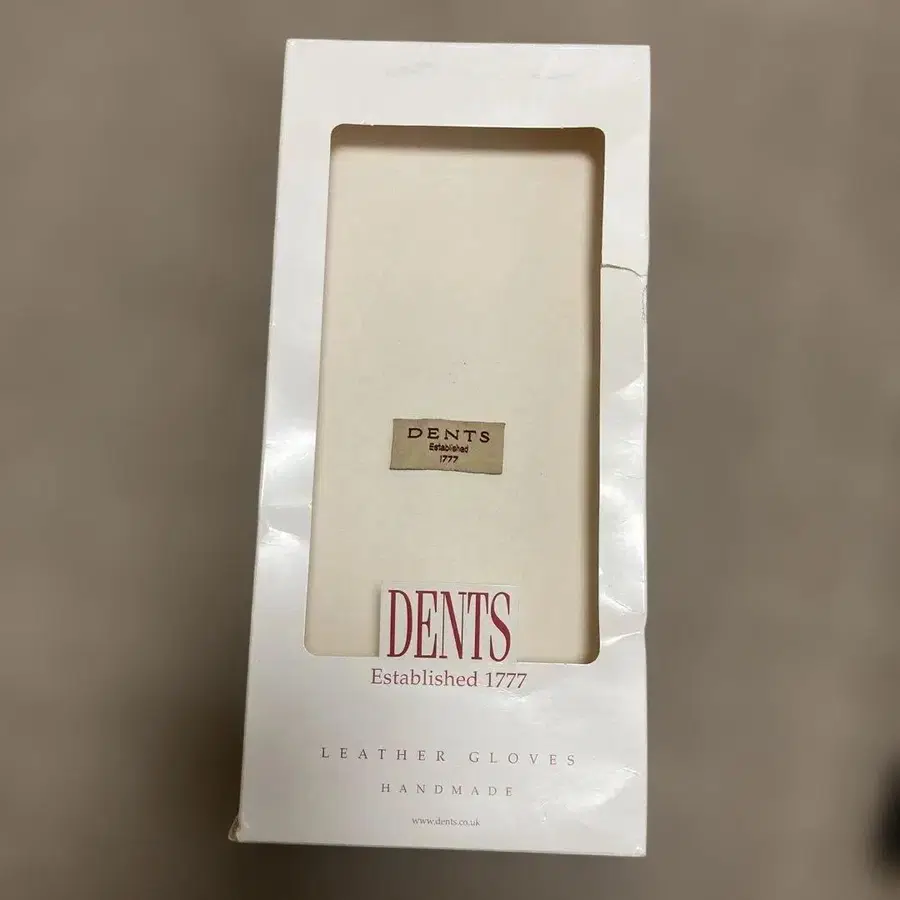 DENTS
Established
1777
DENTS
Established 1777
LEATHER GLOVES
HANDMADE
www.dents.co.uk